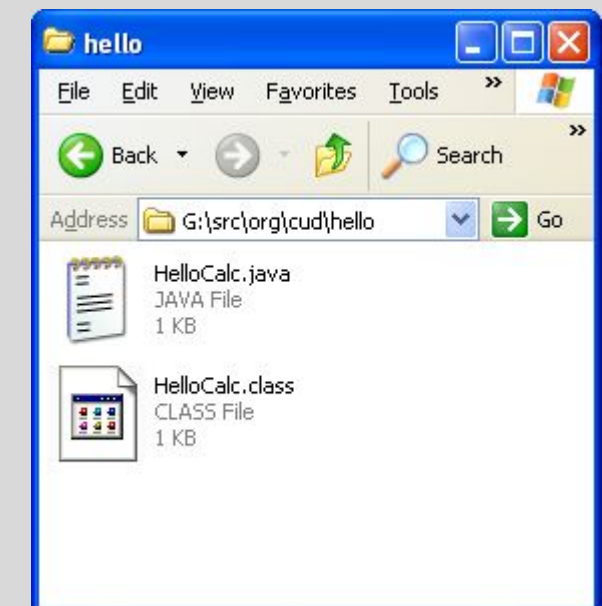 hello
File Edit View Favorites Tools »
Back Search »
Address G:\src\org\cud\hello Go
HelloCalc.java
JAVA File
1 KB
HelloCalc.class
CLASS File
1 KB